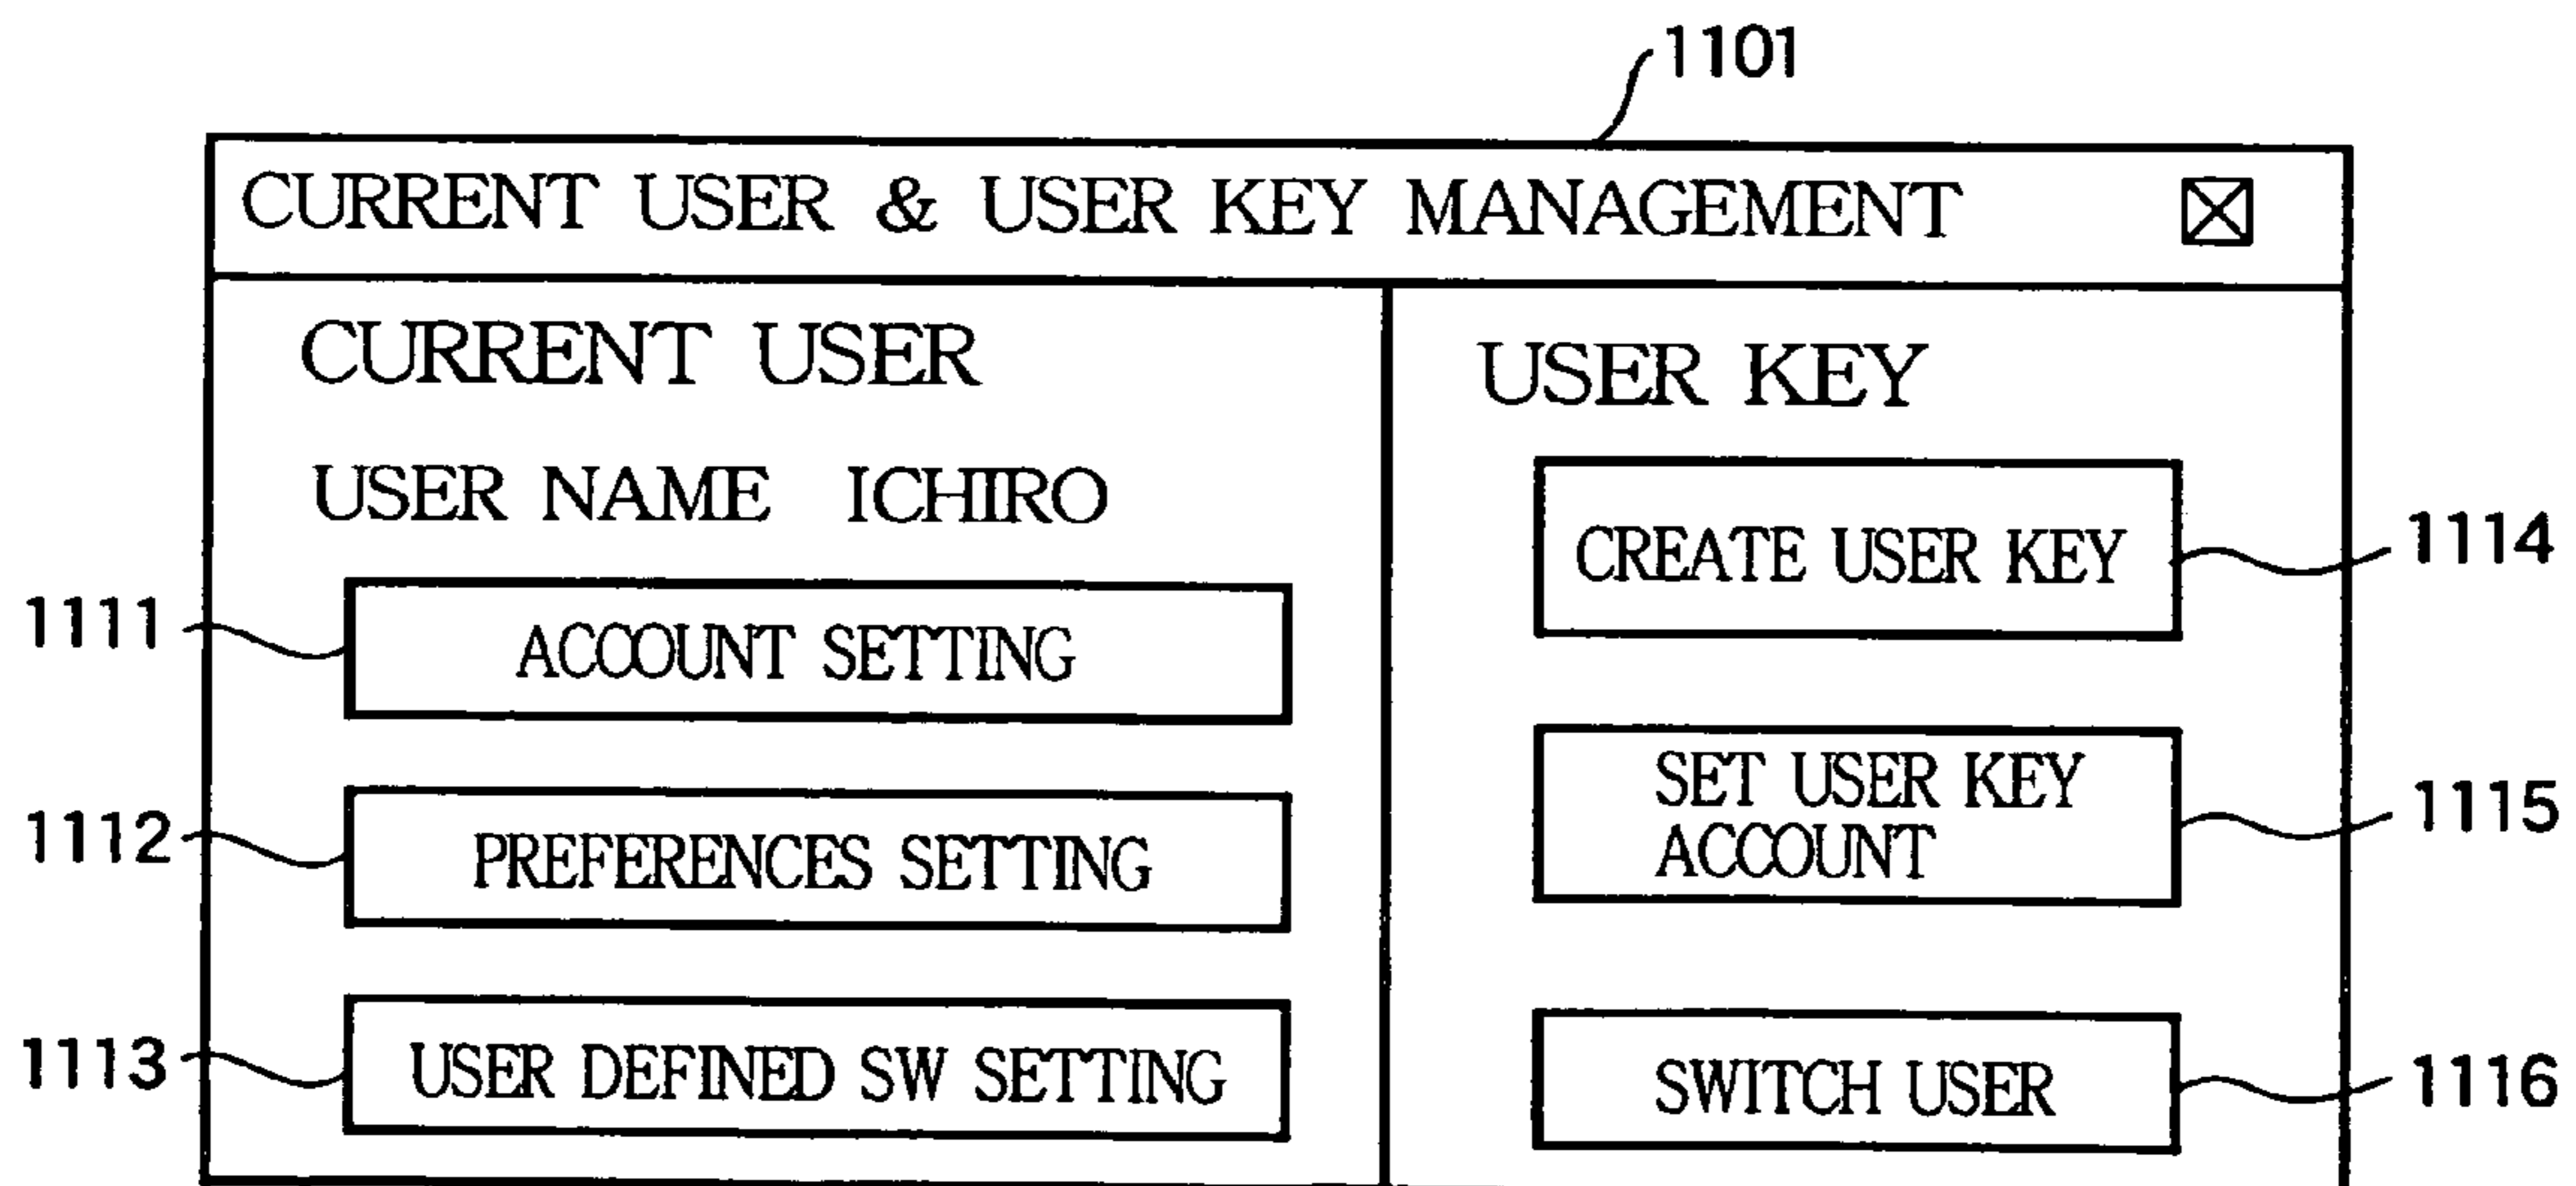 1101
CURRENT USER & USER KEY MANAGEMENT
CURRENT USER
USER NAME ICHIRO
1111
ACCOUNT SETTING
1112
PREFERENCES SETTING
1113
USER DEFINED SW SETTING
USER KEY
CREATE USER KEY
1114
SET USER KEY
ACCOUNT
1115
SWITCH USER
1116